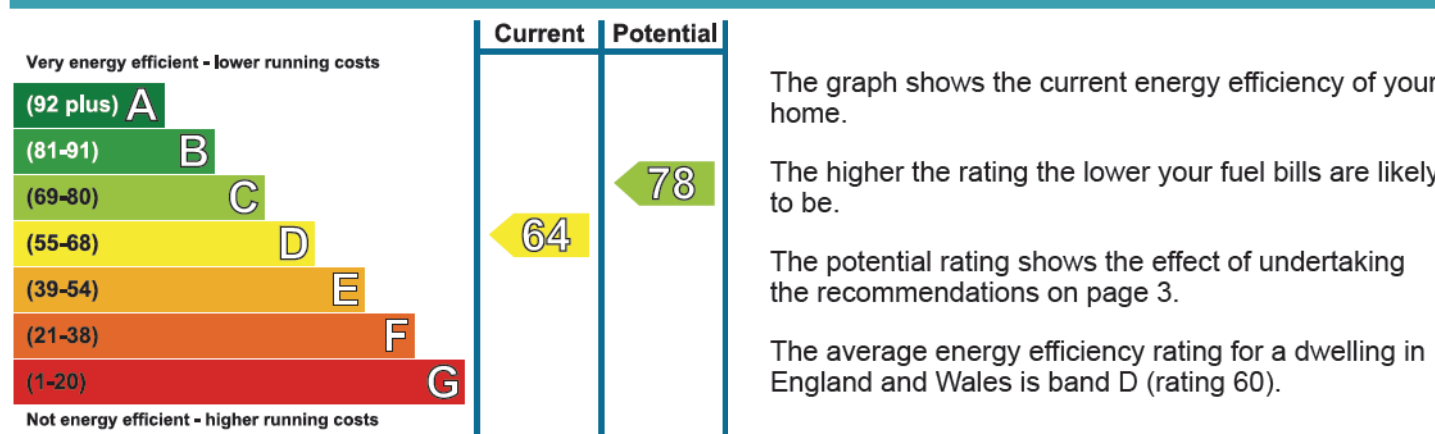 Current Potential
Very energy efficient - lower running costs
(92 plus) A
(81-91) B
(69-80) C
(55-68) D
(39-54) E
(21-38) F
(1-20) G
Not energy efficient - higher running costs
64
78
The graph shows the current energy efficiency of your
home.
The higher the rating the lower your fuel bills are likely
to be.
The potential rating shows the effect of undertaking
the recommendations on page 3.
The average energy efficiency rating for a dwelling in
England and Wales is band D (rating 60).